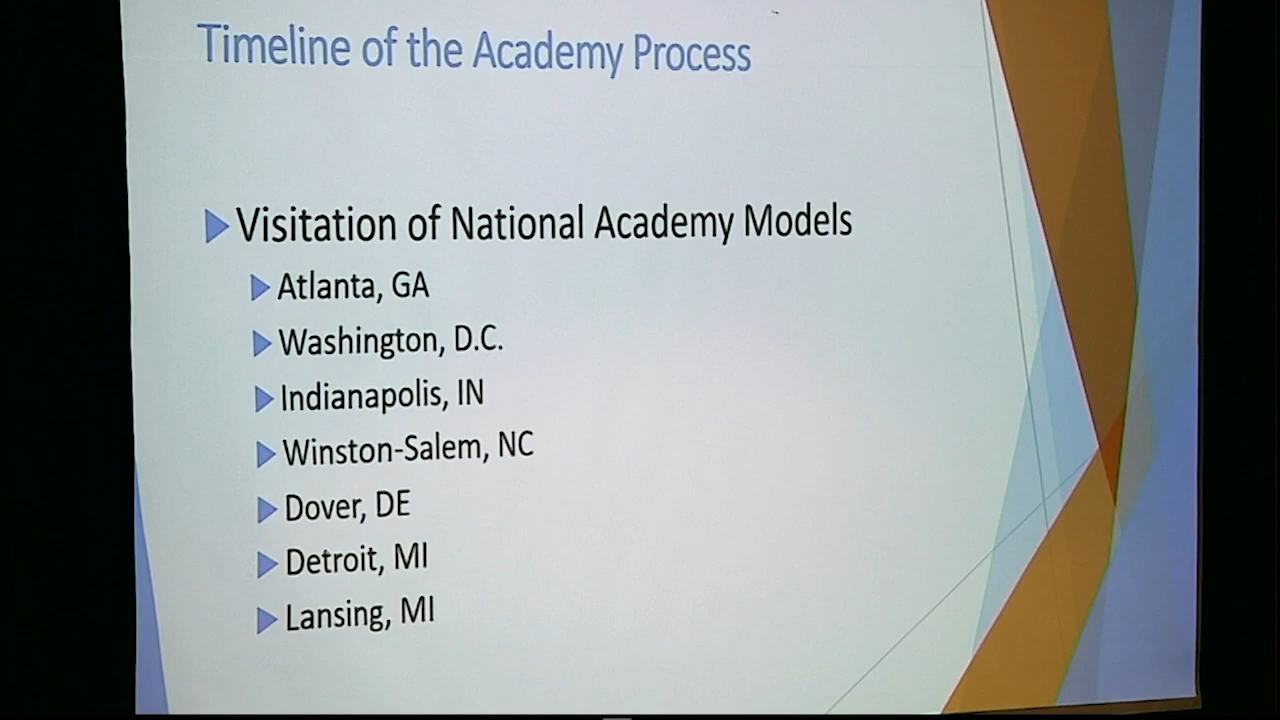 Timeline of the Academy Process
Visitation of National Academy Models
Atlanta, GA
Washington, D.C.
Indianapolis, IN
Winston-Salem, NC
Dover, DE
Detroit, MI
Lansing, MI